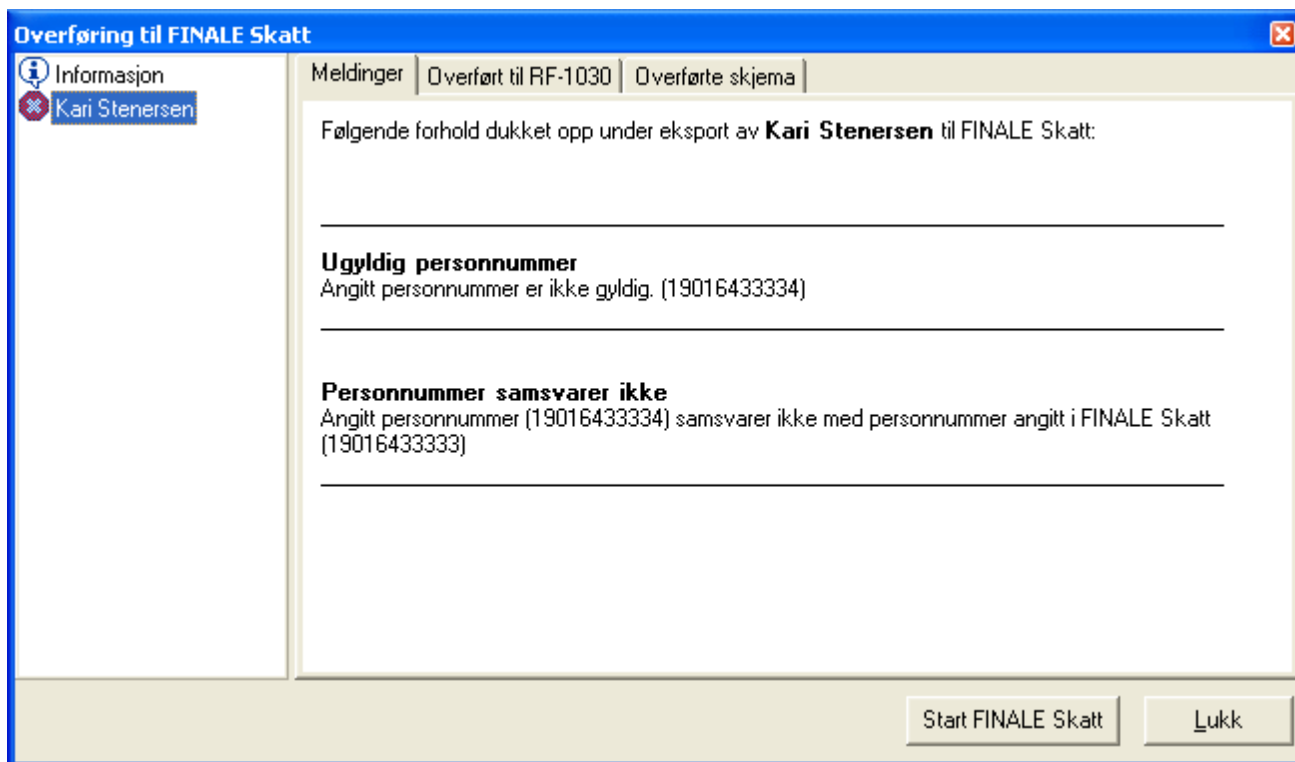 Overføring til FINALE Skatt
Informasjon
Kari Stenersen
Meldinger
Overført til RF-1030
Overførte skjema
Følgende forhold dukket opp under eksport av Kari Stenersen til FINALE Skatt:
Ugyldig personnummer
Angitt personnummer er ikke gyldig. (19016433334)
Personnummer samsvarer ikke
Angitt personnummer (19016433334) samsvarer ikke med personnummer angitt i FINALE Skatt
(19016433333)
Start FINALE Skatt
Lukk